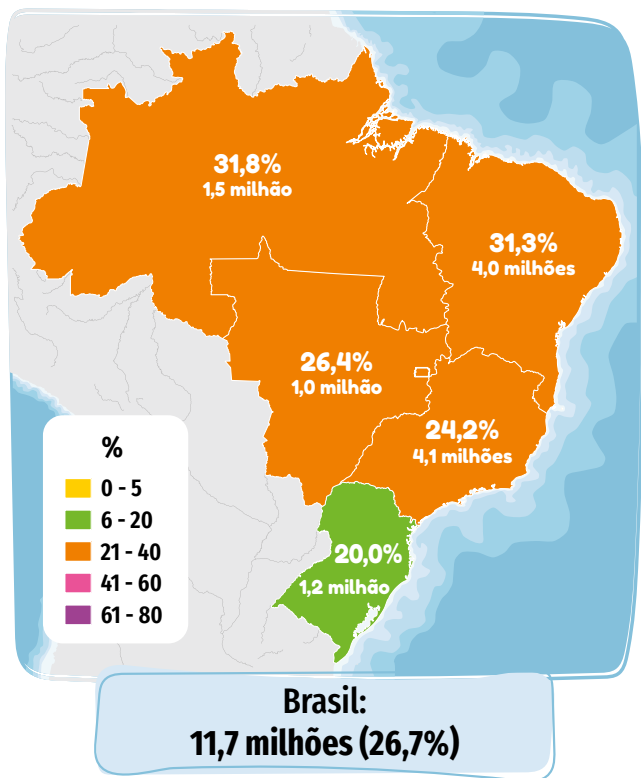 31,8%
1,5 milhão
31,3%
4,0 milhões
26,4%
1,0 milhão
24,2%
4,1 milhões
20,0%
1,2 milhão
%
0 - 5
6 - 20
21 - 40
41 - 60
61 - 80
Brasil:
11,7 milhões (26,7%)